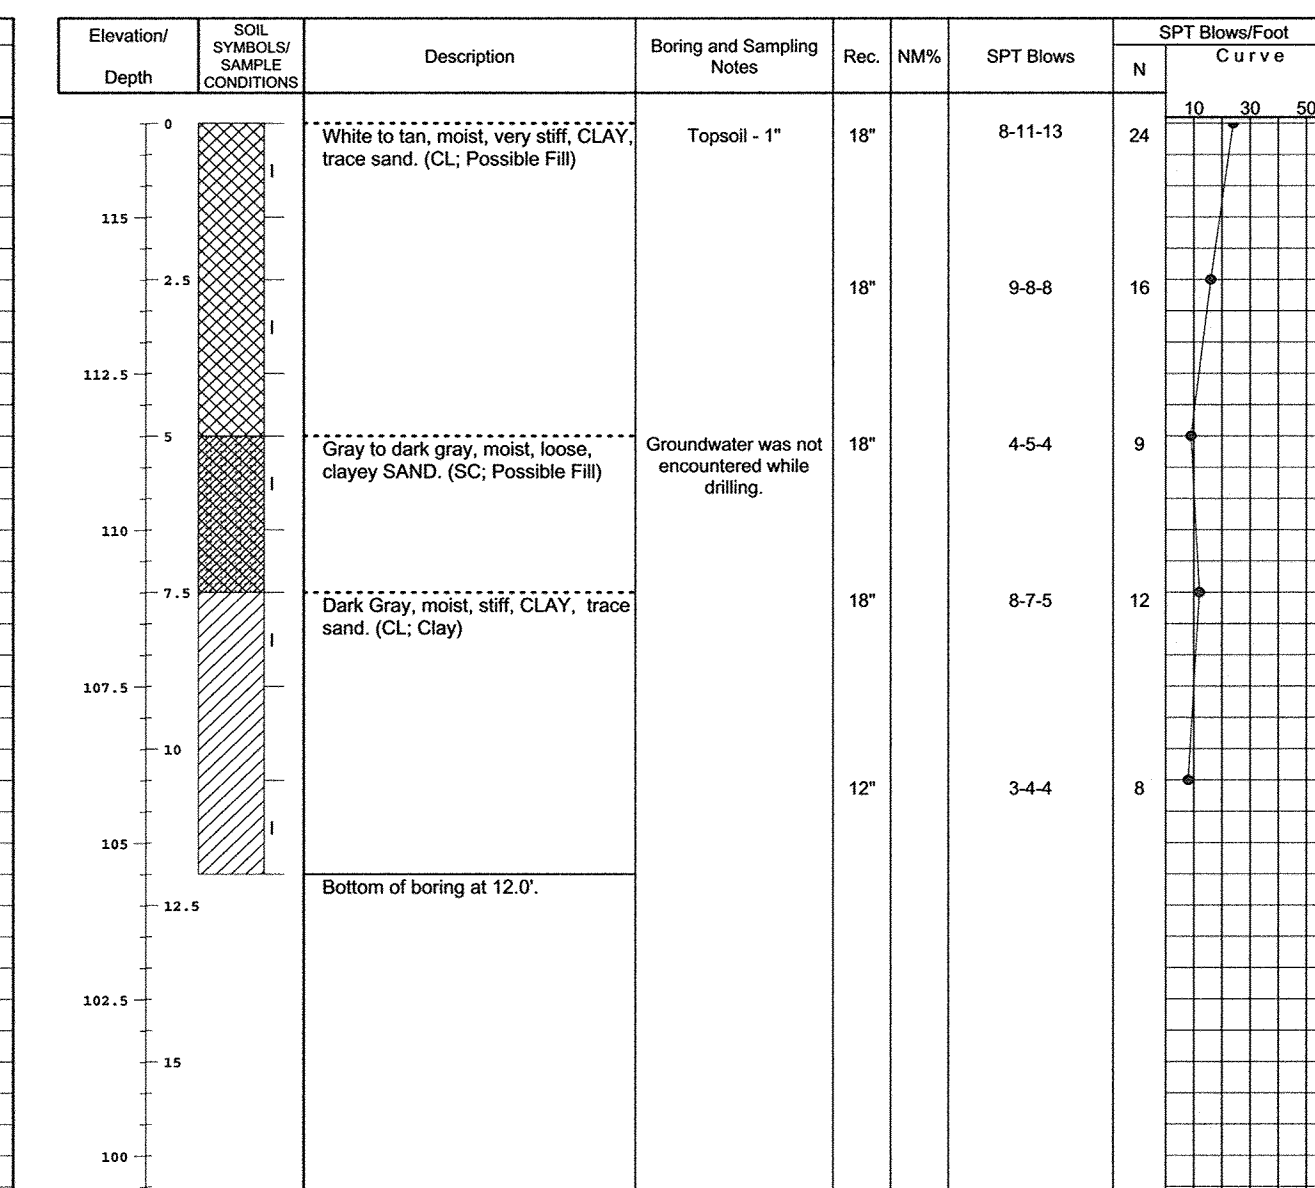 Elevation/
Depth
SOIL
SYMBOLS/
SAMPLE
CONDITIONS
Description
Boring and Sampling
Notes
Rec.
NM%
SPT Blows
SPT Blows/Foot
N
Curve
10 30 50
0
White to tan, moist, very stiff, CLAY,
trace sand. (CL; Possible Fill)
Topsoil - 1"
18"
8-11-13
24
115
2.5
18"
9-8-8
16
112.5
5
Gray to dark gray, moist, loose,
clayey SAND. (SC; Possible Fill)
Groundwater was not
encountered while
drilling.
18"
4-5-4
9
110
7.5
Dark Gray, moist, stiff, CLAY, trace
sand. (CL; Clay)
18"
8-7-5
12
107.5
10
12"
3-4-4
8
105
Bottom of boring at 12.0'.
12.5
102.5
15
100